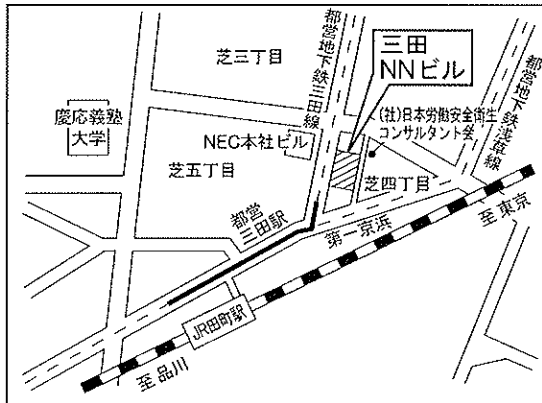 芝三丁目
都営地下鉄三田線
三田
NNビル
都営地下鉄浅草線
慶応義塾
大学
NEC本社ビル
(社)日本労働安全衛生
コンサルタント会
芝五丁目
芝四丁目
都営
三田駅
第一京浜
至東京
JR田町駅
至品川